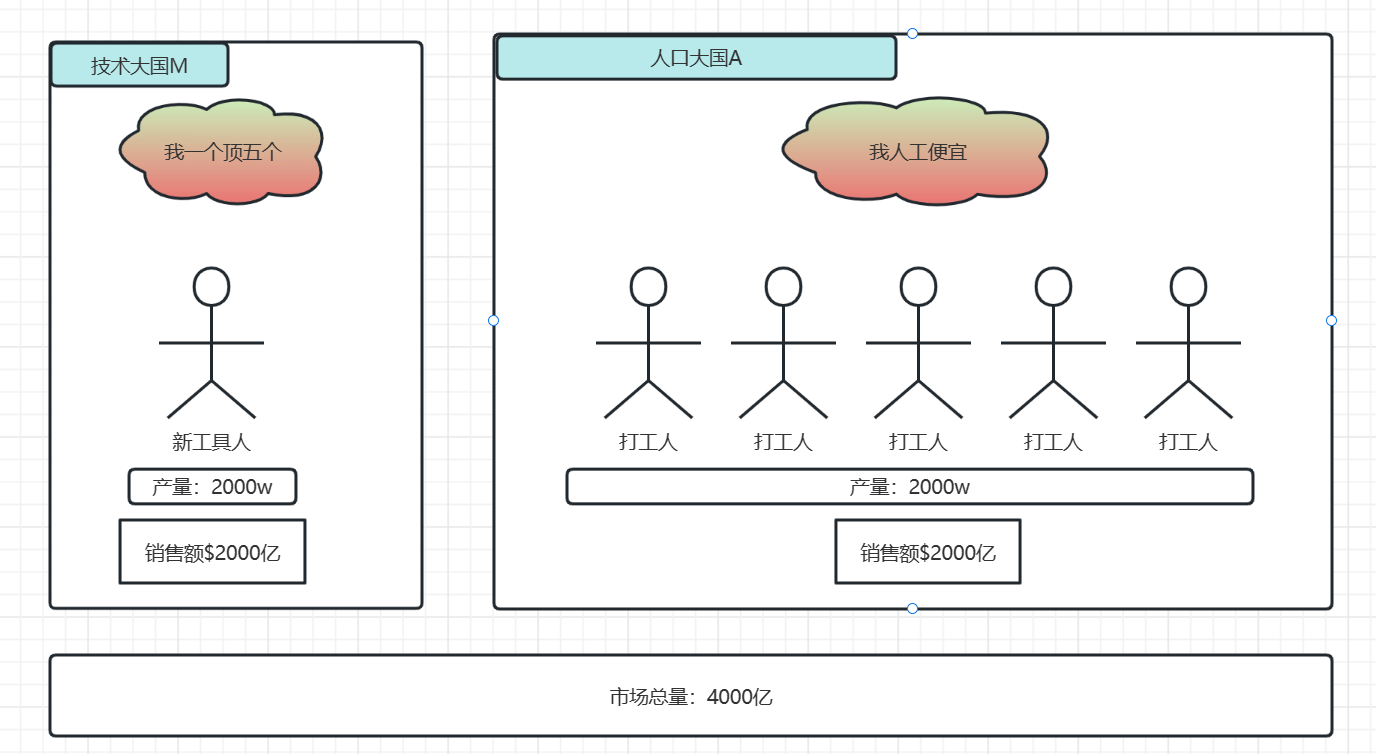 技术大国M
我一个顶五个
新工具人
产量：2000w
销售额$2000亿
人口大国A
我人工便宜
打工人
打工人
打工人
打工人
打工人
产量：2000w
销售额$2000亿
市场总量：4000亿